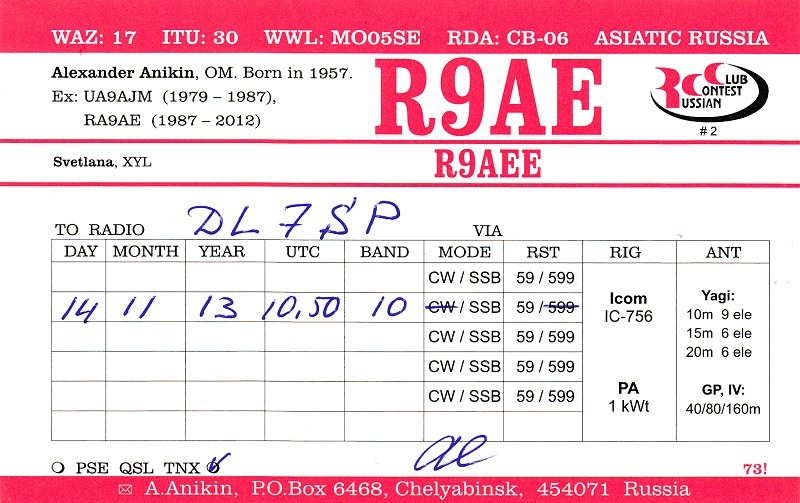 WAZ: 17 ITU: 30 WWL: MO05SE RDA: CB-06 ASIATIC RUSSIA
Alexander Anikin, OM. Born in 1957.
Ex: UA9AJM (1979 – 1987),
RA9AE (1987 – 2012)
R9AE
RUSSIAN CONTEST CLUB
# 2
Svetlana, XYL
R9AEE
TO RADIO DL7SP VIA
DAY MONTH YEAR UTC BAND MODE RST RIG ANT
CW / SSB 59 / 599
14 11 13 10,50 10 CW / SSB 59 / 599
CW / SSB 59 / 599
CW / SSB 59 / 599
CW / SSB 59 / 599
Icom
IC-756
PA
1 kWt
Yagi:
10m 9 ele
15m 6 ele
20m 6 ele
GP, IV:
40/80/160m
PSE QSL TNX
73!
A.Anikin, P.O.Box 6468, Chelyabinsk, 454071 Russia